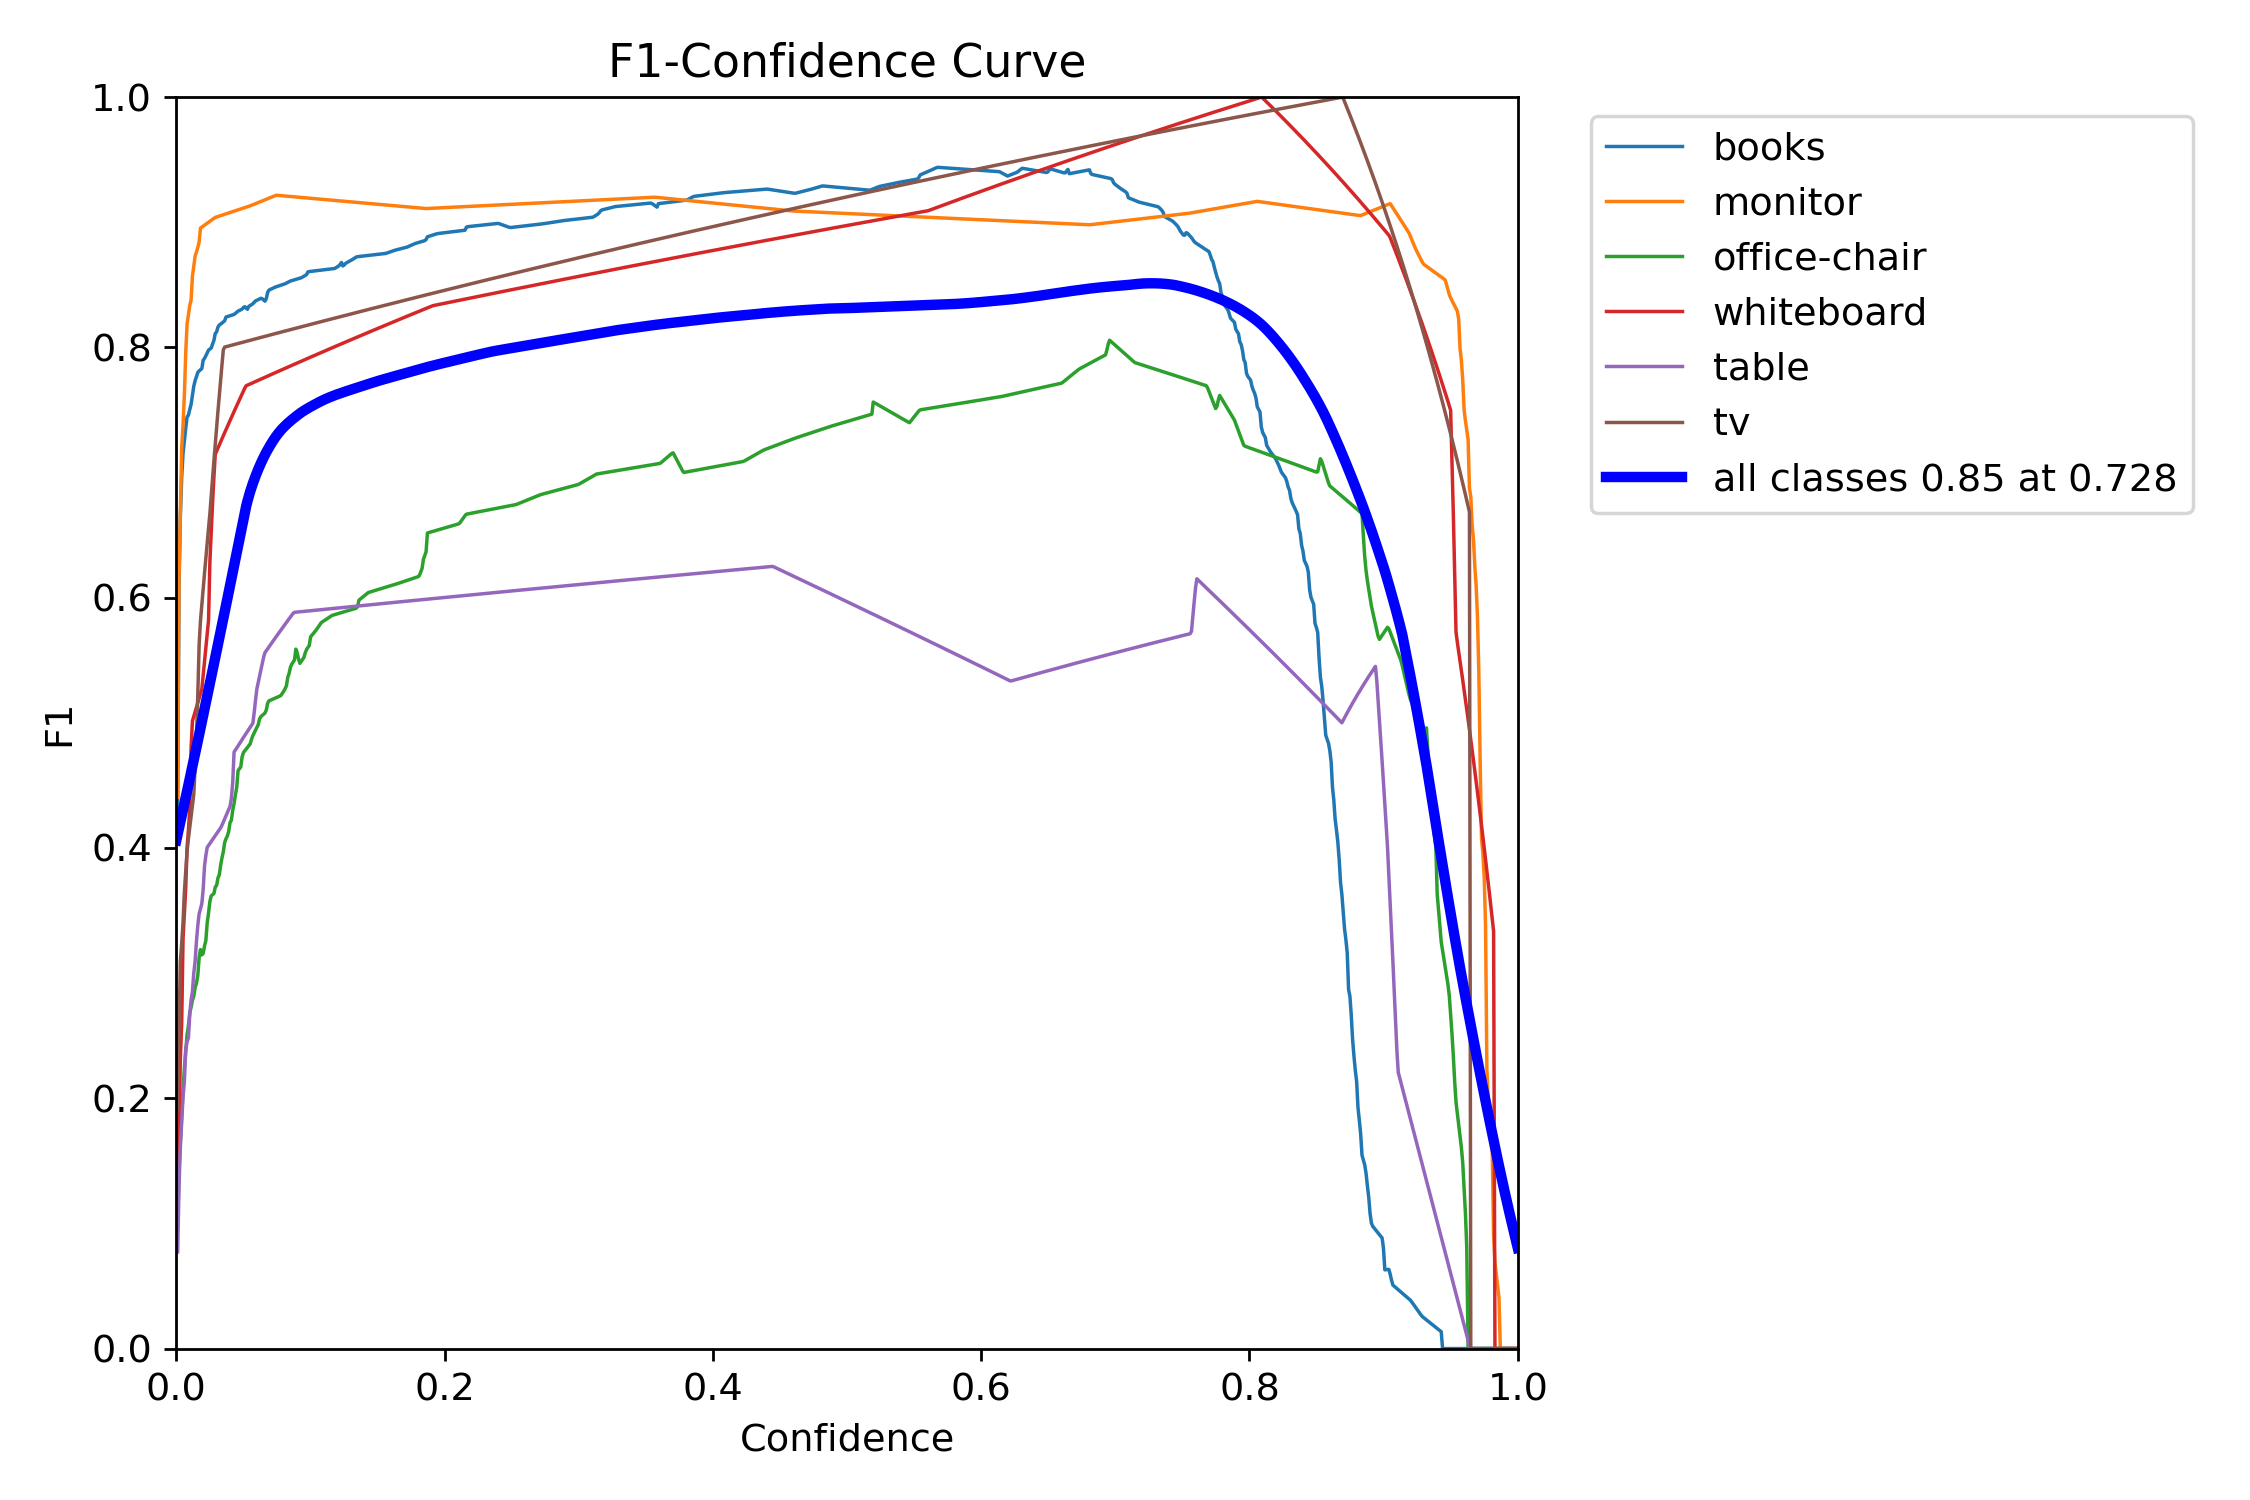 F1-Confidence Curve
1.0
0.8
0.6
0.4
0.2
0.0
F1
0.0 0.2 0.4 0.6 0.8 1.0
Confidence
books
monitor
office-chair
whiteboard
table
tv
all classes 0.85 at 0.728